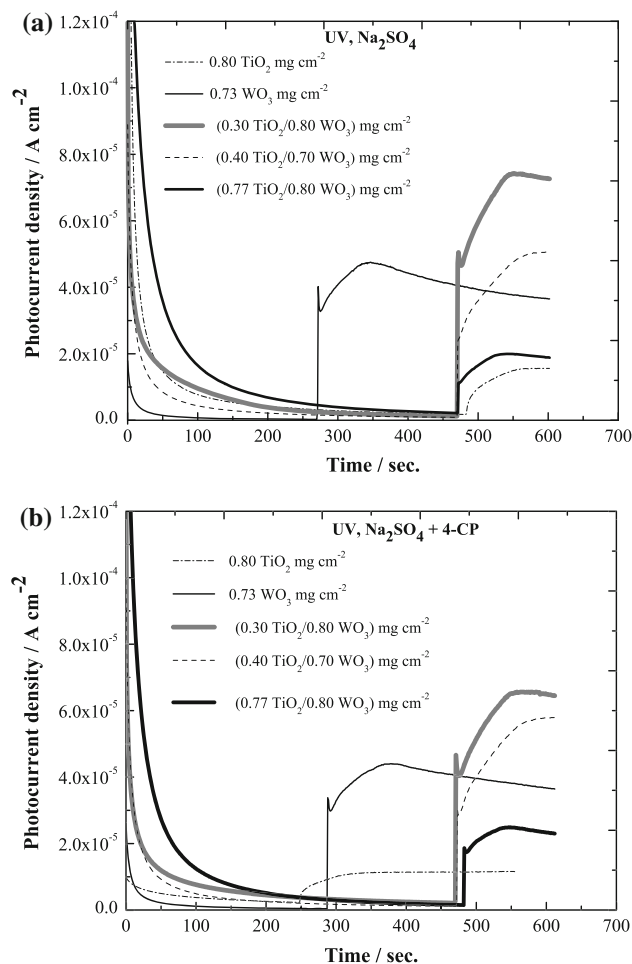 (a)
UV, Na₂SO₄
0.80 TiO₂ mg cm⁻²
0.73 WO₃ mg cm⁻²
(0.30 TiO₂/0.80 WO₃) mg cm⁻²
(0.40 TiO₂/0.70 WO₃) mg cm⁻²
(0.77 TiO₂/0.80 WO₃) mg cm⁻²
Photocurrent density / A cm⁻²
1.2x10⁻⁴
1.0x10⁻⁴
8.0x10⁻⁵
6.0x10⁻⁵
4.0x10⁻⁵
2.0x10⁻⁵
0.0
0 100 200 300 400 500 600 700
Time / sec.
(b)
UV, Na₂SO₄ + 4-CP
0.80 TiO₂ mg cm⁻²
0.73 WO₃ mg cm⁻²
(0.30 TiO₂/0.80 WO₃) mg cm⁻²
(0.40 TiO₂/0.70 WO₃) mg cm⁻²
(0.77 TiO₂/0.80 WO₃) mg cm⁻²
Photocurrent density / A cm⁻²
1.2x10⁻⁴
1.0x10⁻⁴
8.0x10⁻⁵
6.0x10⁻⁵
4.0x10⁻⁵
2.0x10⁻⁵
0.0
0 100 200 300 400 500 600 700
Time / sec.